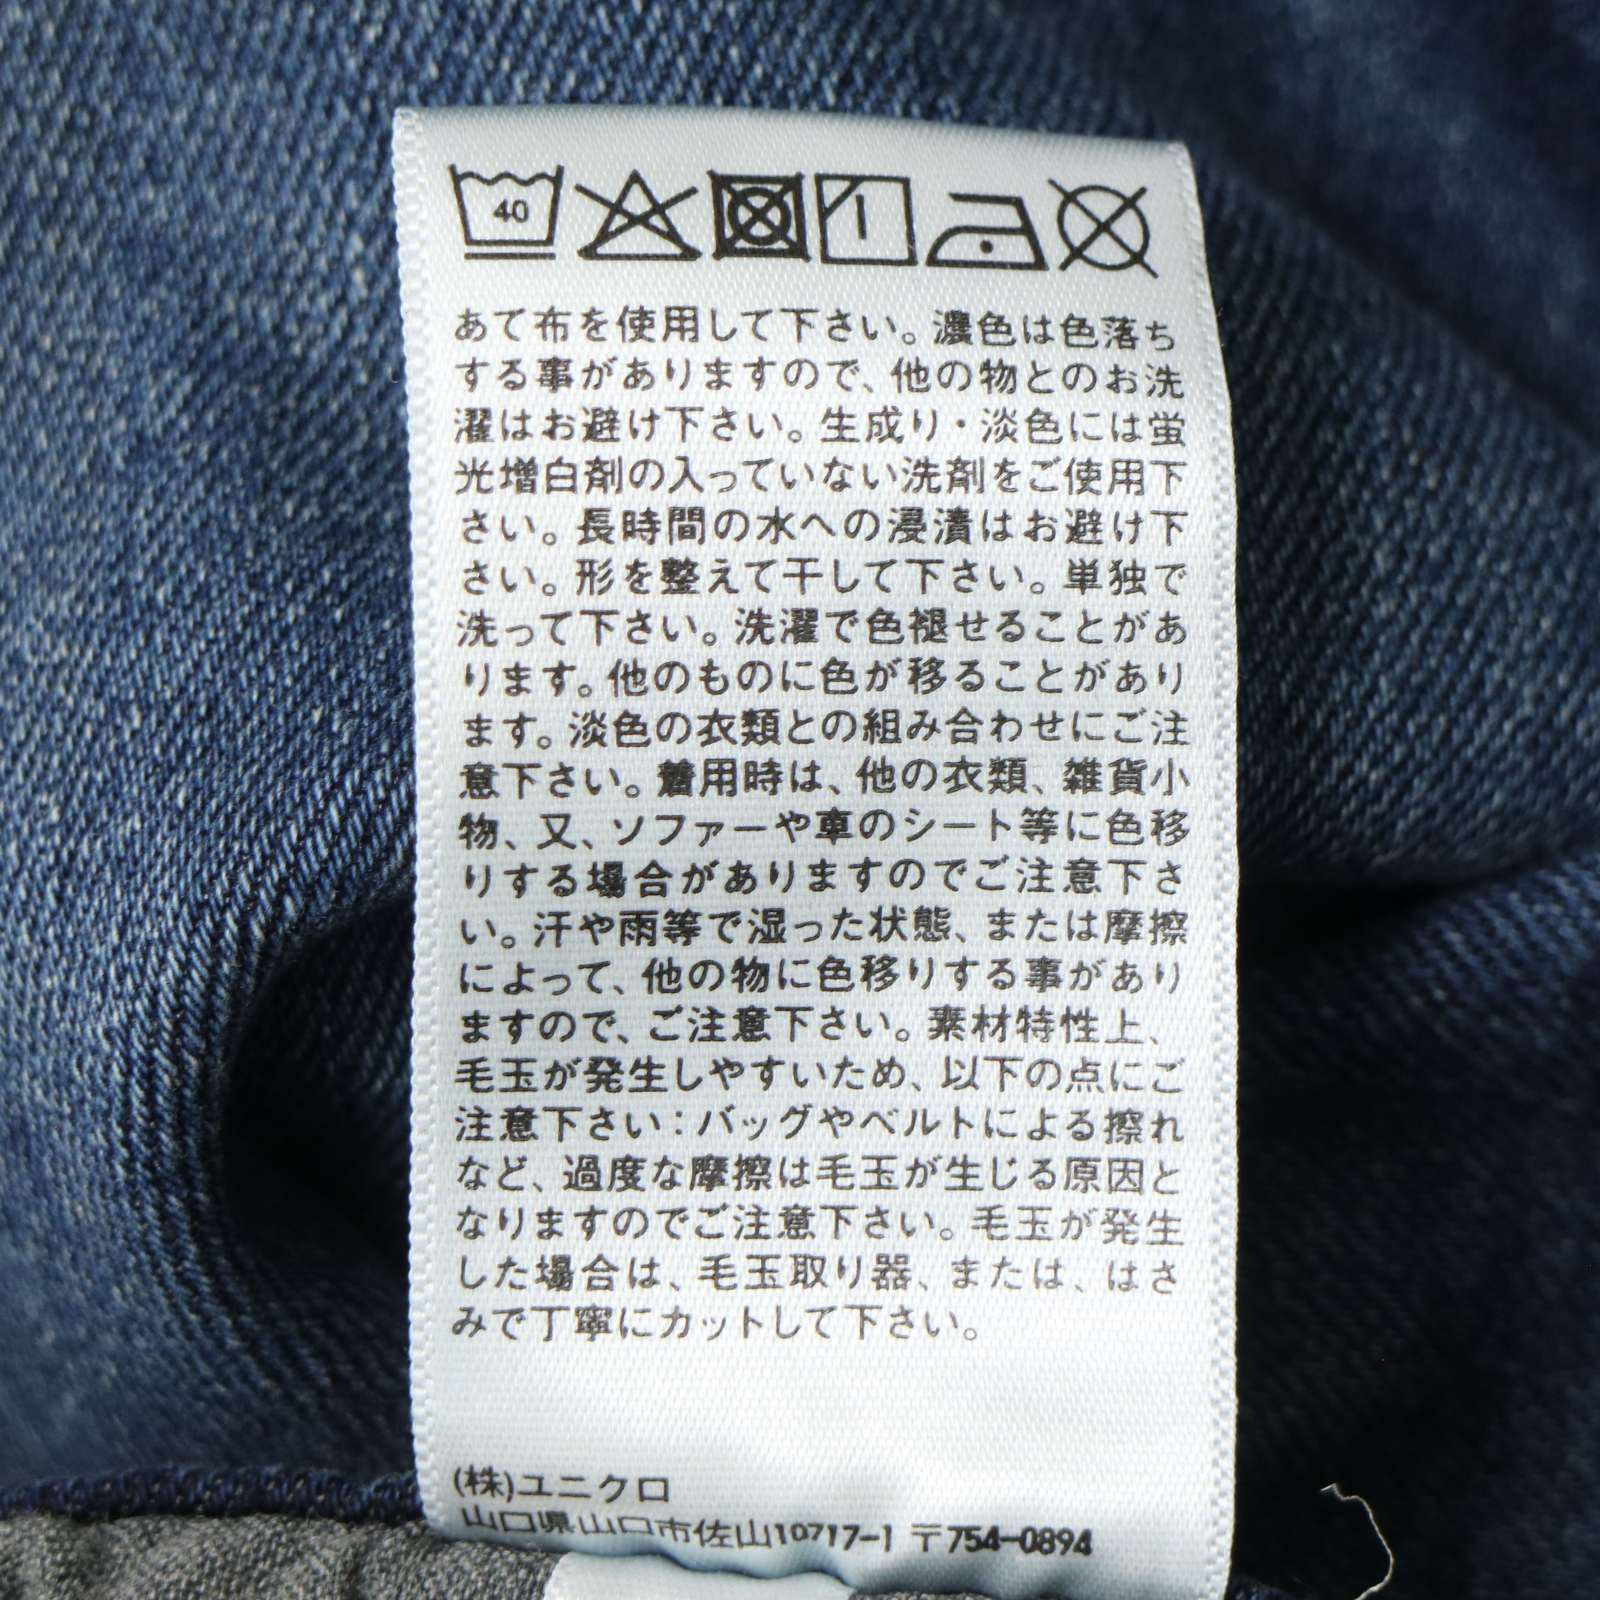 40
あて布を使用して下さい。濃色は色落ち
する事がありますので、他の物とのお洗
濯はお避け下さい。生成り・淡色には蛍
光増白剤の入っていない洗剤をご使用下
さい。長時間の水への浸漬はお避け下
さい。形を整えて干して下さい。単独で
洗って下さい。洗濯で色褪せることがあ
ります。他のものに色が移ることがあり
ます。淡色の衣類との組み合わせにご注
意下さい。着用時は、他の衣類、雑貨小
物、又、ソファーや車のシート等に色移
りする場合がありますのでご注意下さ
い。汗や雨等で湿った状態、または摩擦
によって、他の物に色移りする事があり
ますので、ご注意下さい。素材特性上、
毛玉が発生しやすいため、以下の点にご
注意下さい：バッグやベルトによる擦れ
など、過度な摩擦は毛玉が生じる原因と
なりますのでご注意下さい。毛玉が発生
した場合は、毛玉取り器、または、はさ
みで丁寧にカットして下さい。
(株)ユニクロ
山口県山口市佐山10717-1 〒754-0894